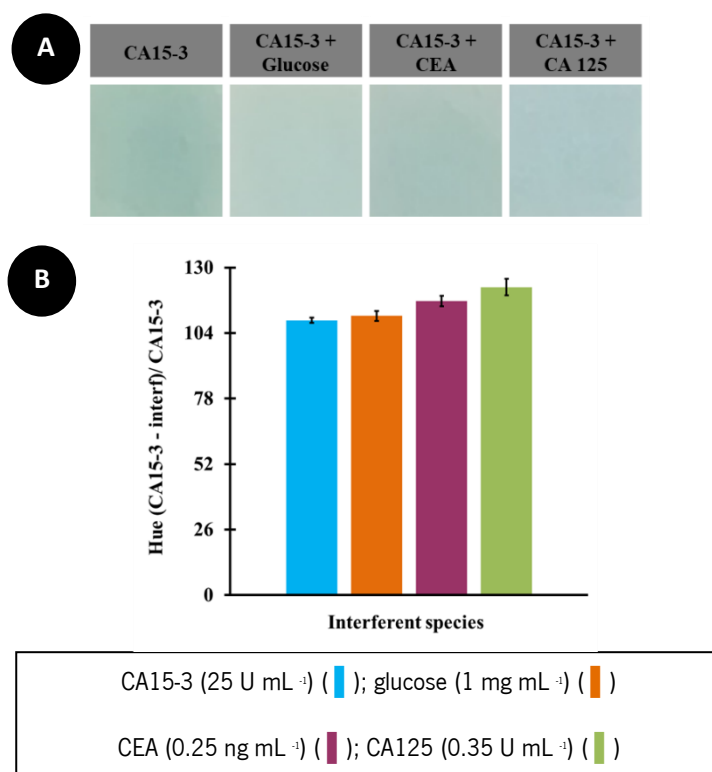 A
CA15-3
CA15-3 +
Glucose
CA15-3 +
CEA
CA15-3 +
CA 125
B
130
104
78
52
26
0
Hue (CA15-3 - interf)/ CA15-3
Interferent species
CA15-3 (25 U mL -1) ( ); glucose (1 mg mL -1) ( )
CEA (0.25 ng mL -1) ( ); CA125 (0.35 U mL -1) ( )